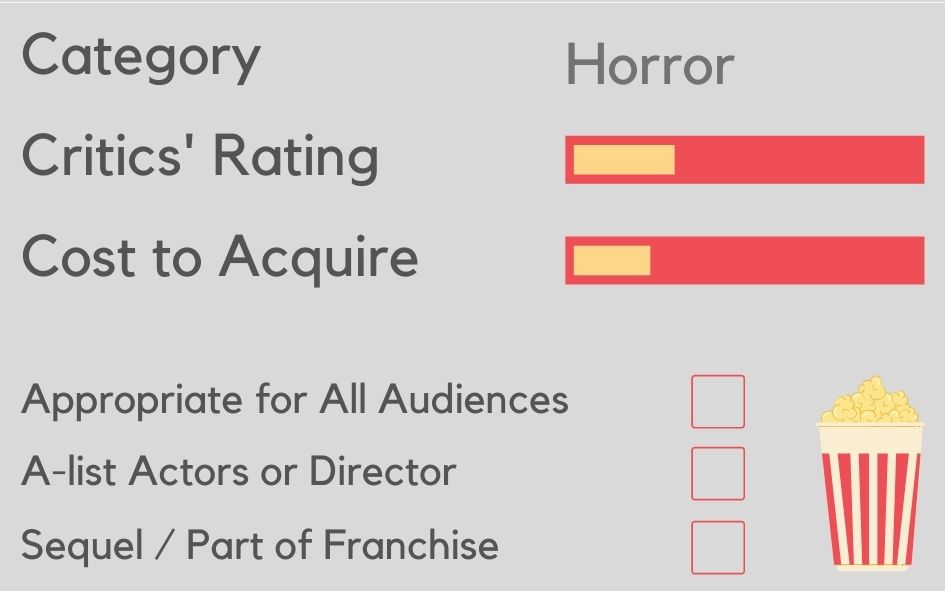 Category
Horror
Critics' Rating
Cost to Acquire
Appropriate for All Audiences
A-list Actors or Director
Sequel / Part of Franchise